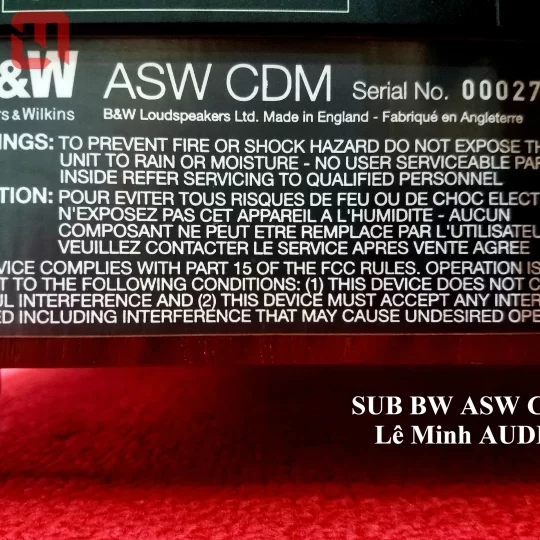 &W ASW CDM Serial No. 00027
rs & Wilkins B&W Loudspeakers Ltd. Made in England - Fabriqué en Angleterre
INGS: TO PREVENT FIRE OR SHOCK HAZARD DO NOT EXPOSE TH
UNIT TO RAIN OR MOISTURE - NO USER SERVICEABLE PAR
INSIDE REFER SERVICING TO QUALIFIED PERSONNEL
TION: POUR EVITER TOUS RISQUES DE FEU OU DE CHOC ELECT
N'EXPOSEZ PAS CET APPAREIL A L'HUMIDITE - AUCUN
COMPOSANT NE PEUT ETRE REMPLACE PAR L'UTILISATEU
VEUILLEZ CONTACTER LE SERVICE APRES VENTE AGREE
VICE COMPLIES WITH PART 15 OF THE FCC RULES. OPERATION IS
T TO THE FOLLOWING CONDITIONS: (1) THIS DEVICE DOES NOT C
UL INTERFERENCE AND (2) THIS DEVICE MUST ACCEPT ANY INTER
ED INCLUDING INTERFERENCE THAT MAY CAUSE UNDESIRED OPE
SUB BW ASW C
Lê Minh AUDI